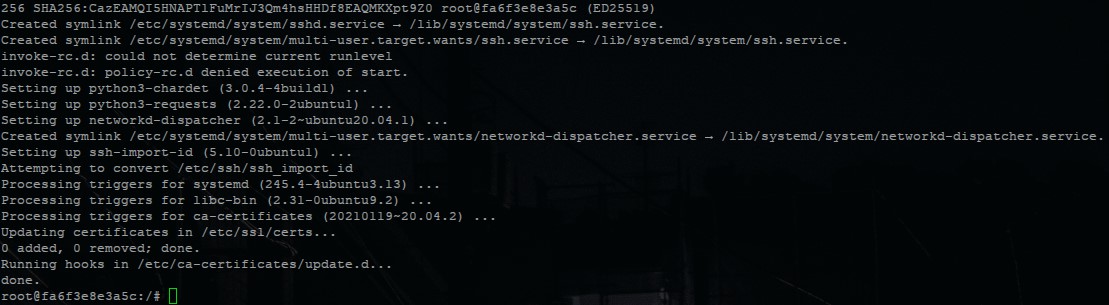 256 SHA256:CazEAMQI5HNAPTlFuMrIJ3Qm4hsHHDf8EAQMKXpt9Z0 root@fa6f3e8e3a5c (ED25519)
Created symlink /etc/systemd/system/sshd.service → /lib/systemd/system/ssh.service.
Created symlink /etc/systemd/system/multi-user.target.wants/ssh.service → /lib/systemd/system/ssh.service.
invoke-rc.d: could not determine current runlevel
invoke-rc.d: policy-rc.d denied execution of start.
Setting up python3-chardet (3.0.4-4build1) ...
Setting up python3-requests (2.22.0-2ubuntu1) ...
Setting up networkd-dispatcher (2.1-2~ubuntu20.04.1) ...
Created symlink /etc/systemd/system/multi-user.target.wants/networkd-dispatcher.service → /lib/systemd/system/networkd-dispatcher.service.
Setting up ssh-import-id (5.10-0ubuntu1) ...
Attempting to convert /etc/ssh/ssh_import_id
Processing triggers for systemd (245.4-4ubuntu3.13) ...
Processing triggers for libc-bin (2.31-0ubuntu9.2) ...
Processing triggers for ca-certificates (20210119~20.04.2) ...
Updating certificates in /etc/ssl/certs...
0 added, 0 removed; done.
Running hooks in /etc/ca-certificates/update.d...
done.
root@fa6f3e8e3a5c:/#